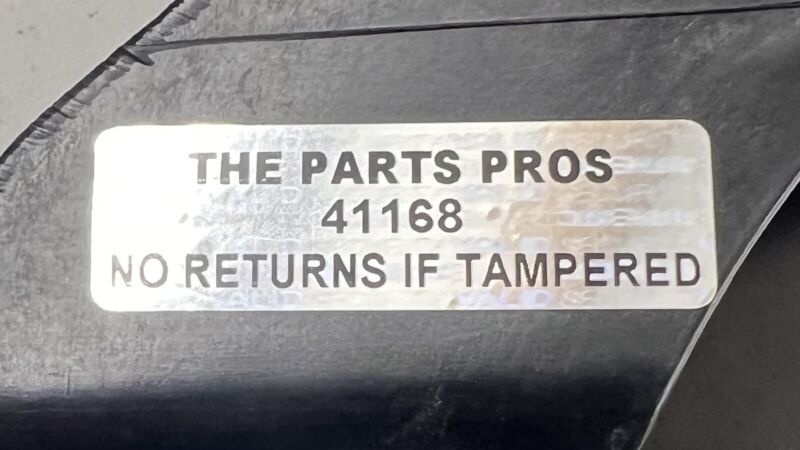 THE PARTS PROS
41168
NO RETURNS IF TAMPERED